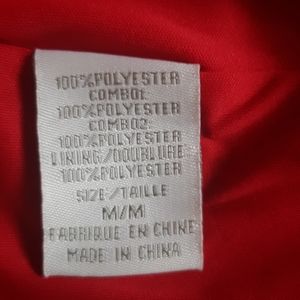 100%POLYESTER
COMBO1:
100%POLYESTER
COMBO2:
100%POLYESTER
LINING/DOUBLURE
100%POLYESTER
SIZE/TAILLE
M/M
FABRIQUE EN CHINE
MADE IN CHINA